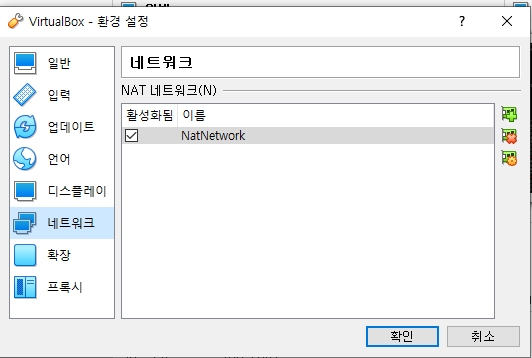 VirtualBox - 환경 설정
일반
입력
업데이트
언어
디스플레이
네트워크
확장
프록시
네트워크
NAT 네트워크(N)
활성화됨 이름
NatNetwork
확인 취소